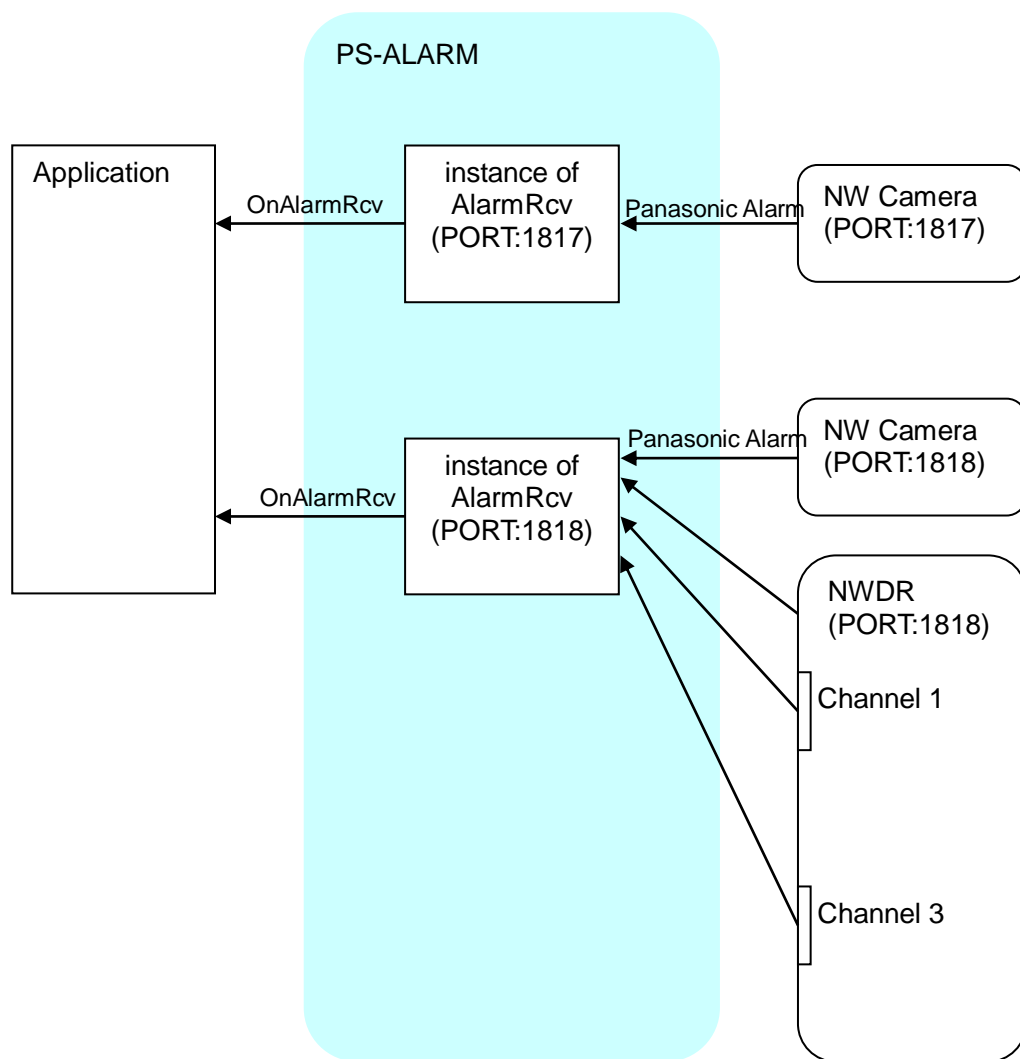 PS-ALARM
Application
OnAlarmRcv
instance of
AlarmRcv
(PORT:1817)
Panasonic Alarm
NW Camera
(PORT:1817)
OnAlarmRcv
instance of
AlarmRcv
(PORT:1818)
Panasonic Alarm
NW Camera
(PORT:1818)
NWDR
(PORT:1818)
Channel 1
Channel 3